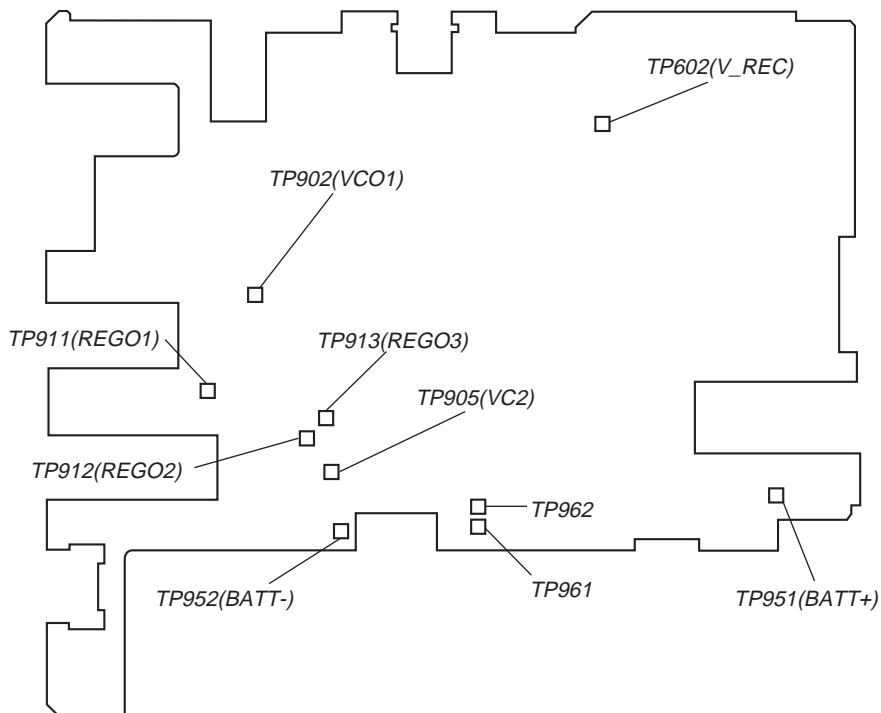 TP602(V_REC)
TP902(VCO1)
TP911(REGO1)
TP913(REGO3)
TP905(VC2)
TP912(REGO2)
TP962
TP961
TP952(BATT-)
TP951(BATT+)